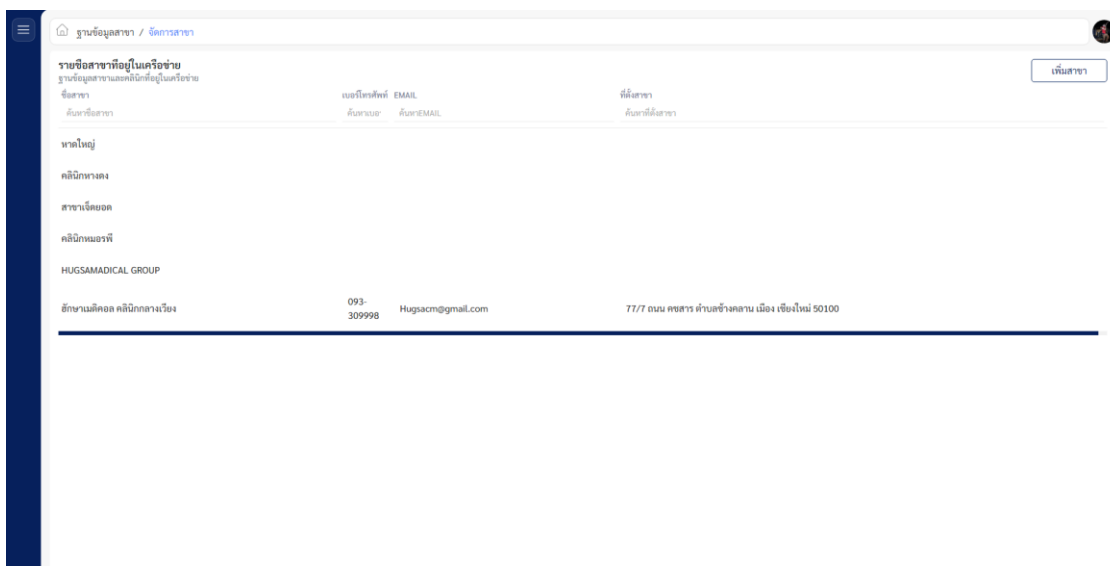 ฐานข้อมูลสาขา / จัดการสาขา
รายชื่อสาขาที่อยู่ในเครือข่าย
เพิ่มสาขา
ฐานข้อมูลสาขาและคลินิกที่อยู่ในเครือข่าย
ชื่อสาขา เบอร์โทรศัพท์ EMAIL ที่ตั้งสาขา
ค้นหาชื่อสาขา ค้นหาเบอ ค้นหาEMAIL ค้นหาที่ตั้งสาขา
หาดใหญ่
คลินิกหางดง
สาขาเจ็ดยอด
คลินิกหมอรพี
HUGSAMADICAL GROUP
ฮักษาเมดิคอล คลินิกกลางเวียง 093-309998 Hugsacm@gmail.com 77/7 ถนน คชสาร ตำบลช้างคลาน เมือง เชียงใหม่ 50100